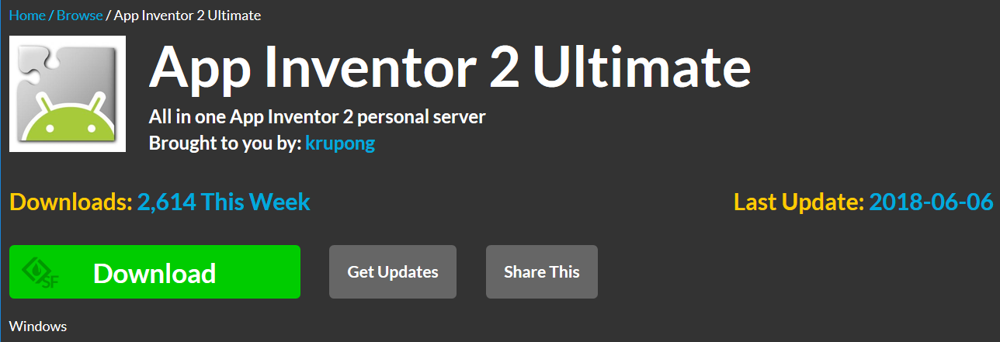 Home / Browse / App Inventor 2 Ultimate
App Inventor 2 Ultimate
All in one App Inventor 2 personal server
Brought to you by: krupong
Downloads: 2,614 This Week
Last Update: 2018-06-06
SF
Download
Get Updates
Share This
Windows